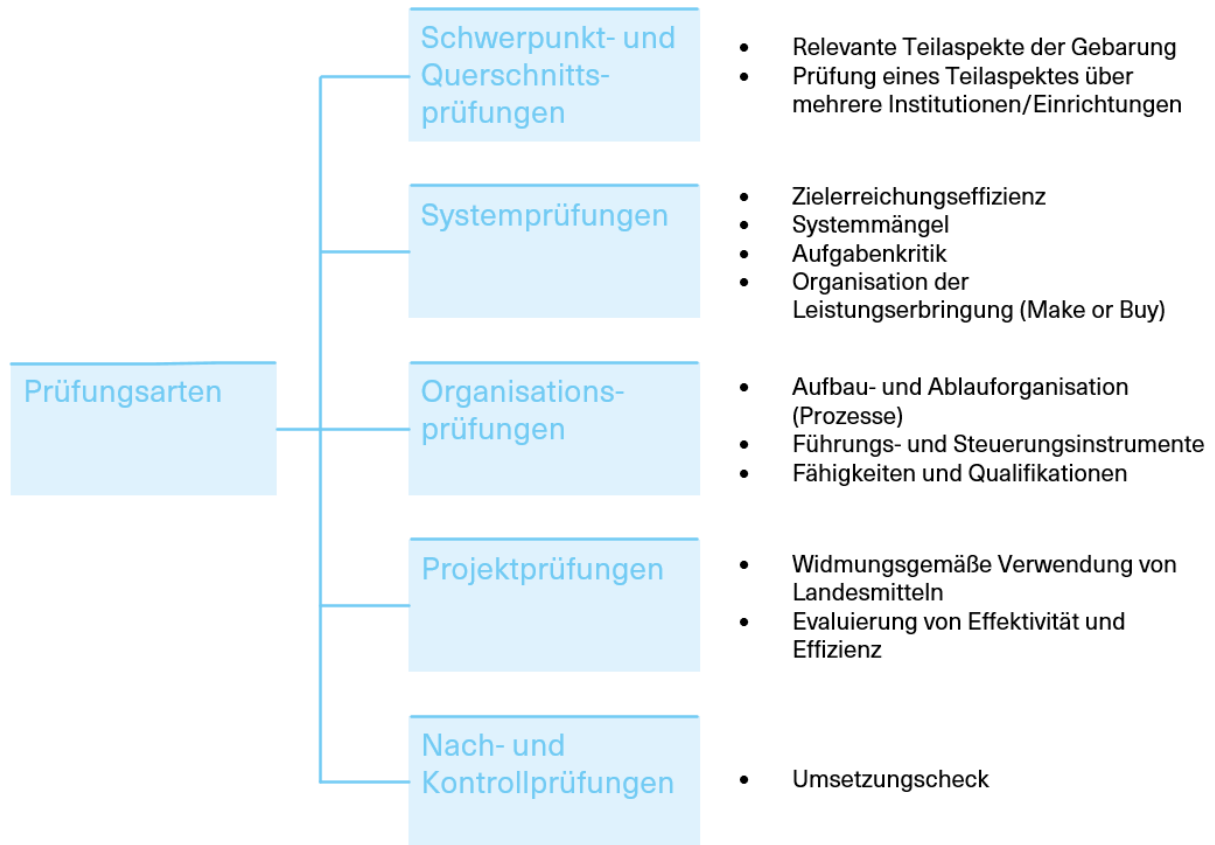 Schwerpunkt- und
Querschnitts-
prüfungen
• Relevante Teilaspekte der Gebarung
• Prüfung eines Teilaspektes über
mehrere Institutionen/Einrichtungen
Systemprüfungen
• Zielerreichungseffizienz
• Systemmängel
• Aufgabenkritik
• Organisation der
Leistungserbringung (Make or Buy)
Prüfungsarten
Organisations-
prüfungen
• Aufbau- und Ablauforganisation
(Prozesse)
• Führungs- und Steuerungsinstrumente
• Fähigkeiten und Qualifikationen
Projektprüfungen
• Widmungsgemäße Verwendung von
Landesmitteln
• Evaluierung von Effektivität und
Effizienz
Nach- und
Kontrollprüfungen
• Umsetzungscheck